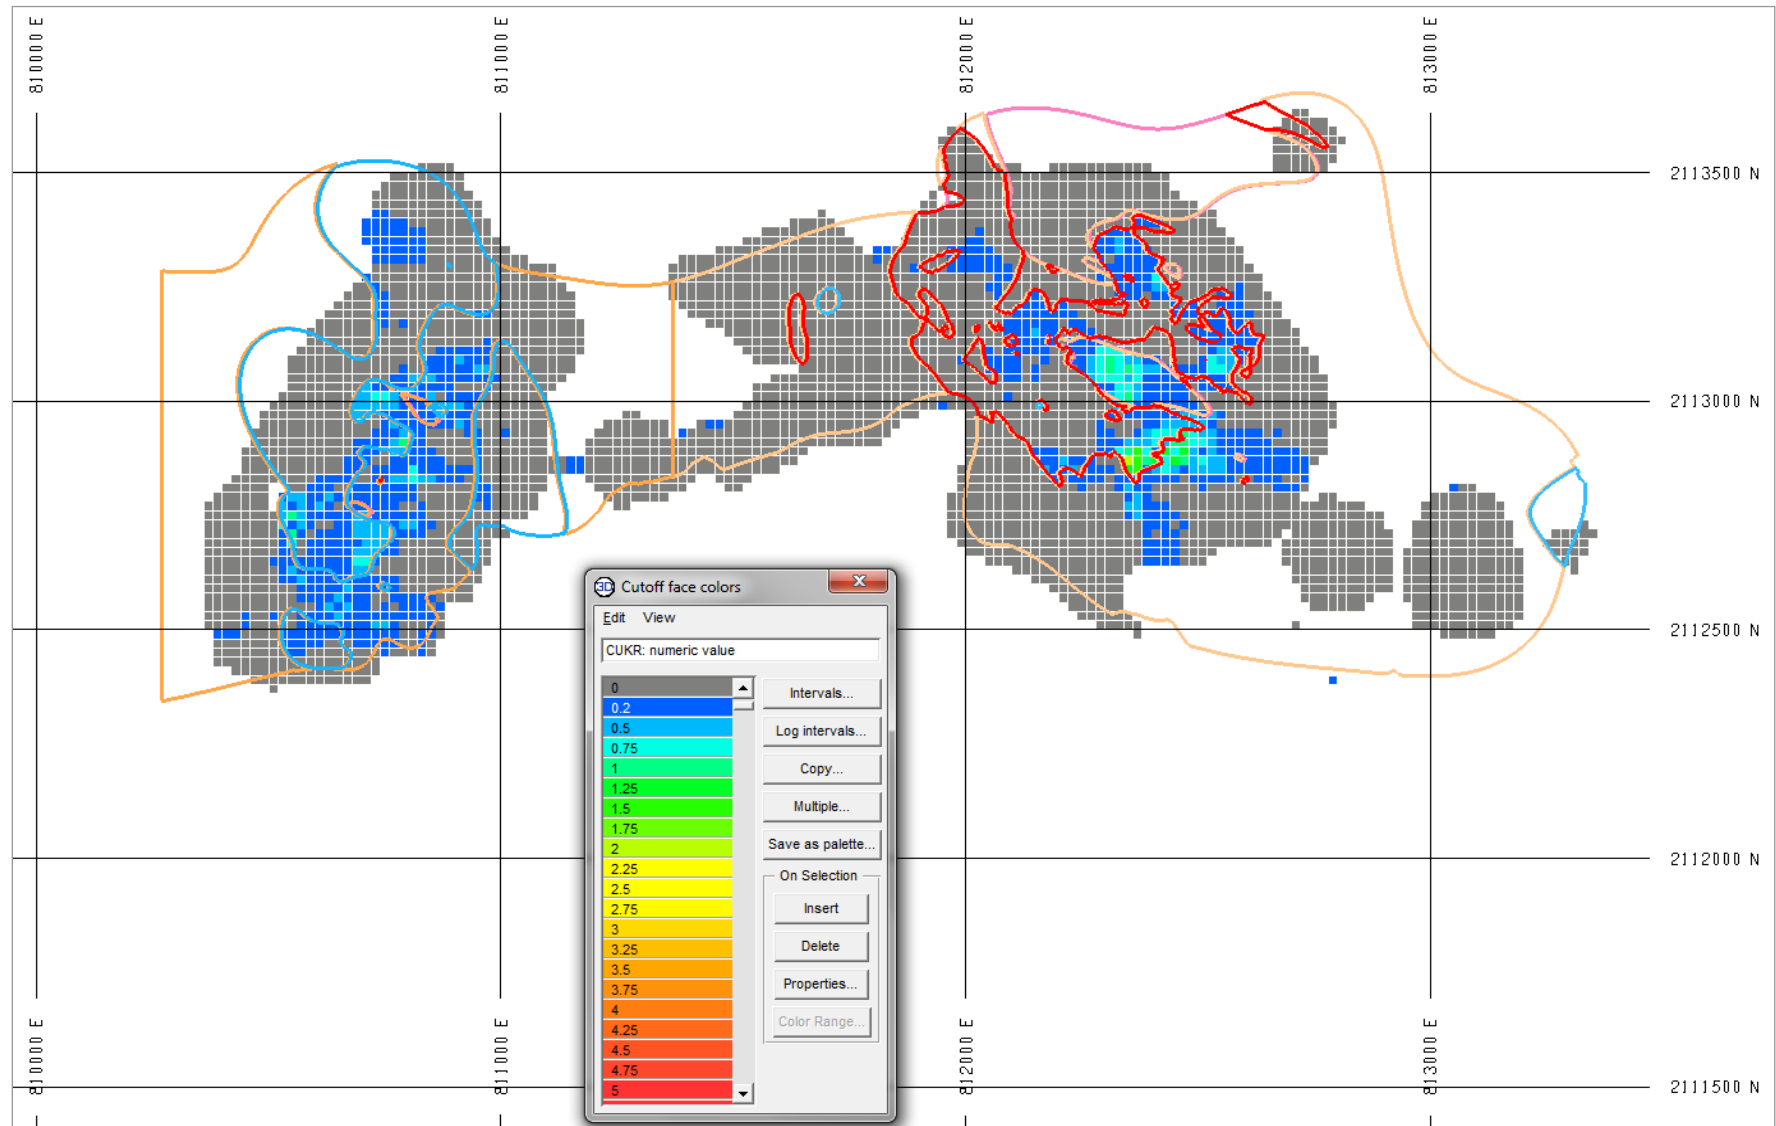 810000 E
811000 E
812000 E
813000 E
2113500 N
2113000 N
2112500 N
2112000 N
2111500 N
3D
Cutoff face colors
X
Edit View
CUKR: numeric value
0
0.2
0.5
0.75
1
1.25
1.5
1.75
2
2.25
2.5
2.75
3
3.25
3.5
3.75
4
4.25
4.5
4.75
5
Intervals...
Log intervals...
Copy...
Multiple...
Save as palette...
On Selection
Insert
Delete
Properties...
Color Range...
810000 E
811000 E
812000 E
813000 E